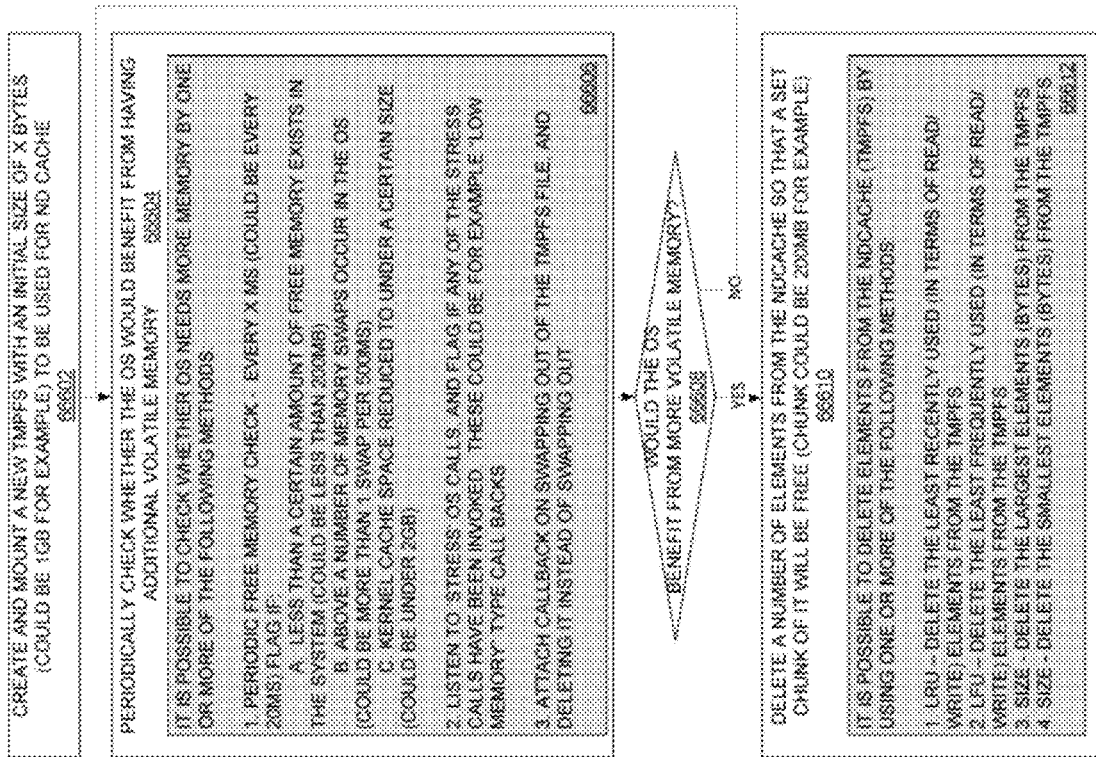 CREATE AND MOUNT A NEW TMPFS WITH AN INITIAL SIZE OF X BYTES
(COULD BE 1GB FOR EXAMPLE) TO BE USED FOR ND CACHE
66602
PERIODICALLY CHECK WHETHER THE OS WOULD BENEFIT FROM HAVING
ADDITIONAL VOLATILE MEMORY
66604
IT IS POSSIBLE TO CHECK WHETHER OS NEEDS MORE MEMORY BY ONE
OR MORE OF THE FOLLOWING METHODS
1. PERIODIC FREE MEMORY CHECK - EVERY X MS (COULD BE EVERY
20MS) FLAG IF:
A. LESS THAN A CERTAIN AMOUNT OF FREE MEMORY EXISTS IN
THE SYSTEM (COULD BE LESS THAN 200MB)
B. ABOVE A NUMBER OF MEMORY SWAPS OCCUR IN THE OS
(COULD BE MORE THAN 1 SWAP PER 500MS)
C. KERNEL CACHE SPACE REDUCED TO UNDER A CERTAIN SIZE
(COULD BE UNDER 2GB)
2. LISTEN TO STRESS OS CALLS, AND FLAG IF ANY OF THE STRESS
CALLS HAVE BEEN INVOKED. THESE COULD BE FOR EXAMPLE "LOW
MEMORY" TYPE CALL BACKS
3. ATTACH CALLBACK ON SWAPPING OUT OF THE TMPFS FILE, AND
DELETING IT INSTEAD OF SWAPPING OUT
66606
WOULD THE OS
BENEFIT FROM MORE VOLATILE MEMORY?
66608
NO
YES
DELETE A NUMBER OF ELEMENTS FROM THE NDCACHE SO THAT A SET
CHUNK OF IT WILL BE FREE (CHUNK COULD BE 200MB FOR EXAMPLE)
66610
IT IS POSSIBLE TO DELETE ELEMENTS FROM THE NDCACHE (TMPFS) BY
USING ONE OR MORE OF THE FOLLOWING METHODS:
1. LRU - DELETE THE LEAST RECENTLY USED (IN TERMS OF READ/
WRITE) ELEMENTS FROM THE TMPFS
2. LFU - DELETE THE LEAST FREQUENTLY USED (IN TERMS OF READ/
WRITE) ELEMENTS FROM THE TMPFS
3. SIZE - DELETE THE LARGEST ELEMENTS (BYTES) FROM THE TMPFS
4. SIZE - DELETE THE SMALLEST ELEMENTS (BYTES) FROM THE TMPFS
66612